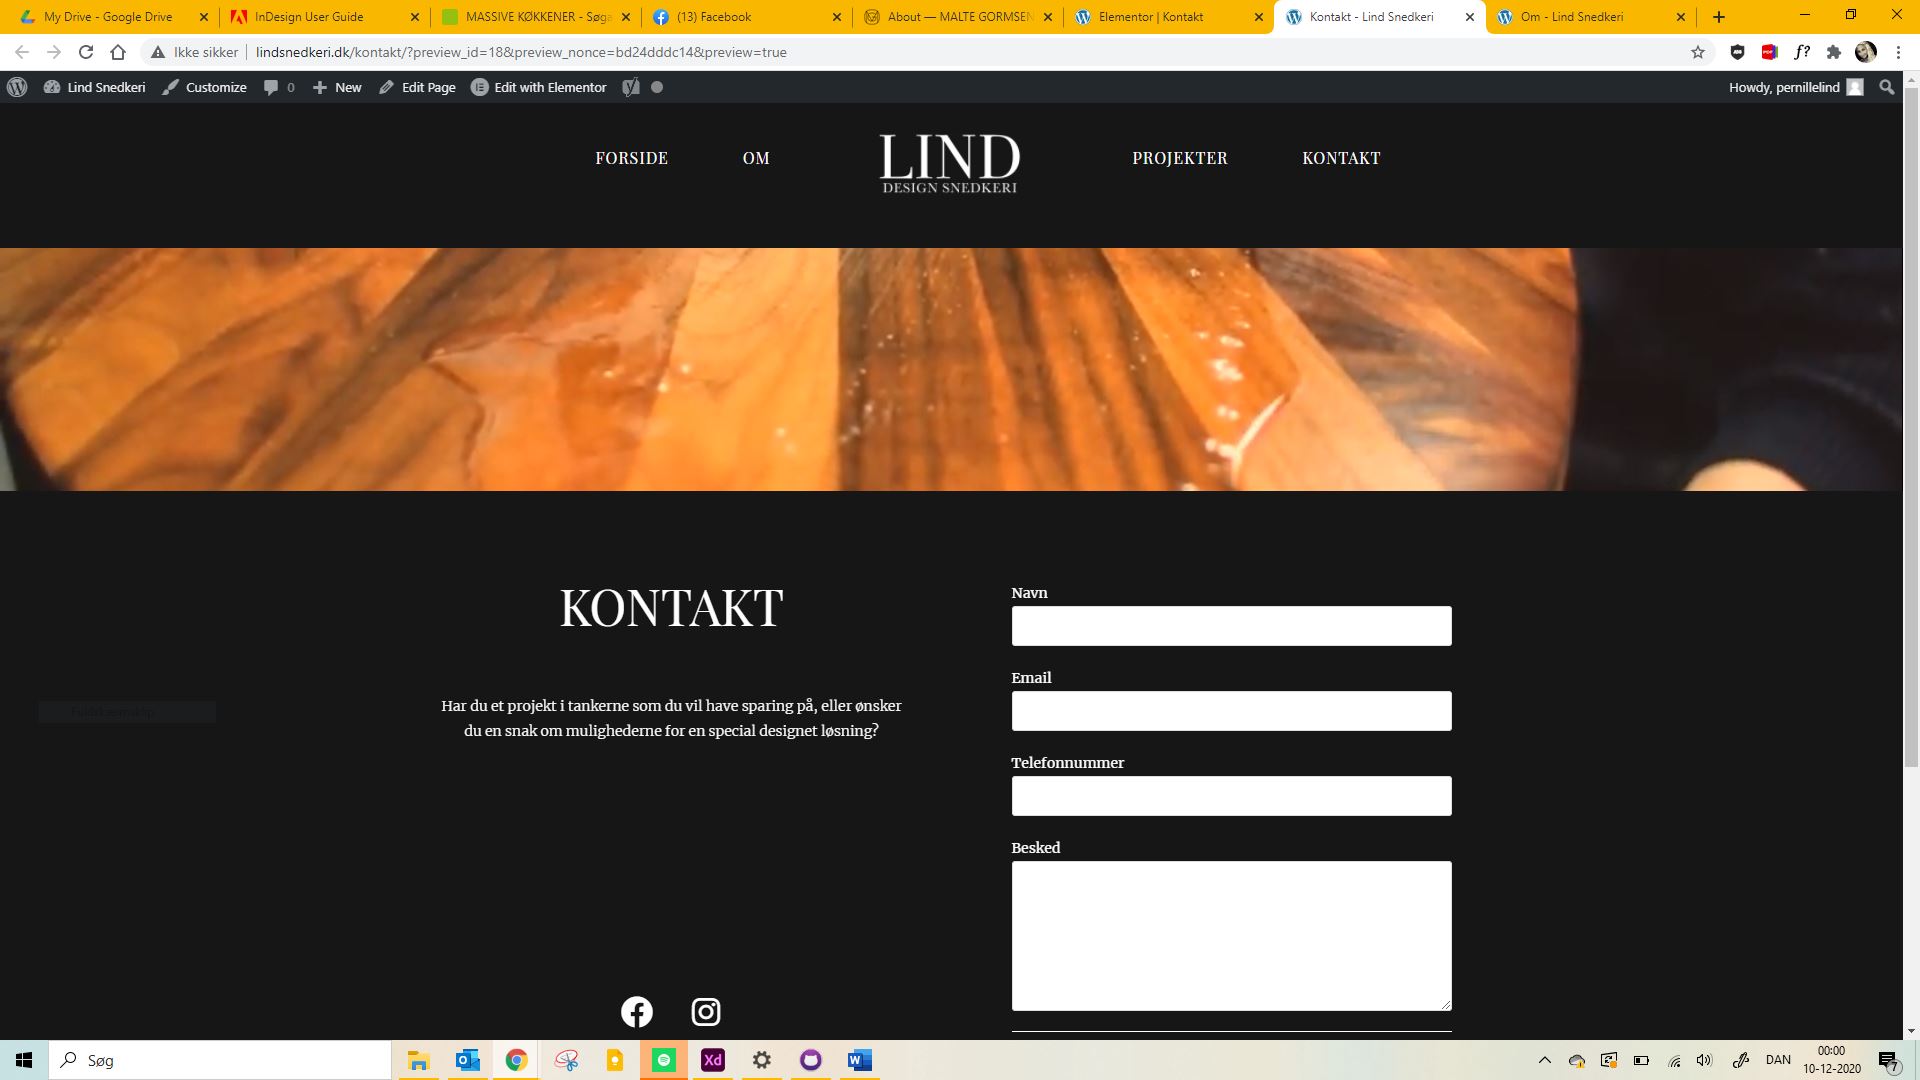 My Drive - Google Drive
InDesign User Guide
MASSIVE KØKKENER - Søga
(13) Facebook
About — MALTE GORMSEN
Elementor | Kontakt
Kontakt - Lind Snedkeri
Om - Lind Snedkeri
Ikke sikker
lindsnedkeri.dk/kontakt/?preview_id=18&preview_nonce=bd24dddc14&preview=true
Lind Snedkeri
Customize
0
New
Edit Page
Edit with Elementor
Howdy, pernillelind
FORSIDE
OM
LIND
DESIGN SNEDKERI
PROJEKTER
KONTAKT
KONTAKT
Har du et projekt i tankerne som du vil have sparing på, eller ønsker
du en snak om mulighederne for en special designet løsning?
Navn
Email
Telefonnummer
Besked
Søg
Xd
DAN
00:00
10-12-2020
7